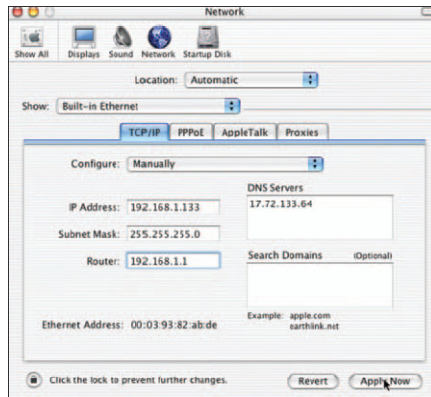 Network
Show All Displays Sound Network Startup Disk
Location: Automatic
Show: Built-in Ethernet
TCP/IP PPPoE AppleTalk Proxies
Configure: Manually
DNS Servers
IP Address: 192.168.1.133
17.72.133.64
Subnet Mask: 255.255.255.0
Router: 192.168.1.1
Search Domains (Optional)
Ethernet Address: 00:03:93:82:ab:de
Example: apple.com
earthlink.net
Click the lock to prevent further changes.
Revert Apply Now